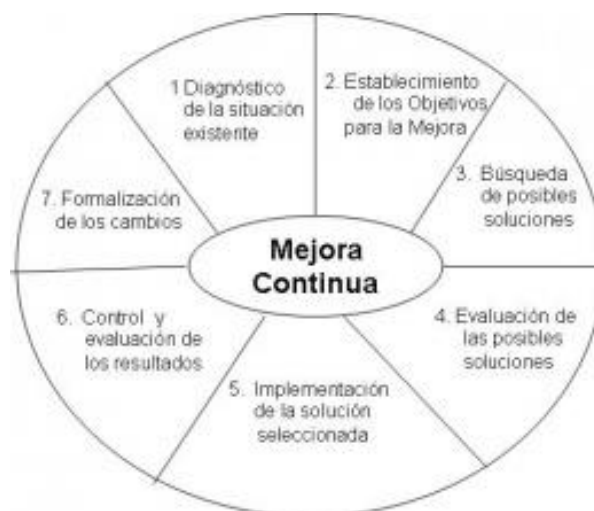 1 Diagnóstico
de la situación
existente
2. Establecimiento
de los Objetivos
para la Mejora
3. Búsqueda
de posibles
soluciones
4. Evaluación de
las posibles
soluciones
5. Implementación
de la solución
seleccionada
6. Control y
evaluación de
los resultados
7. Formalización
de los cambios
Mejora
Continua